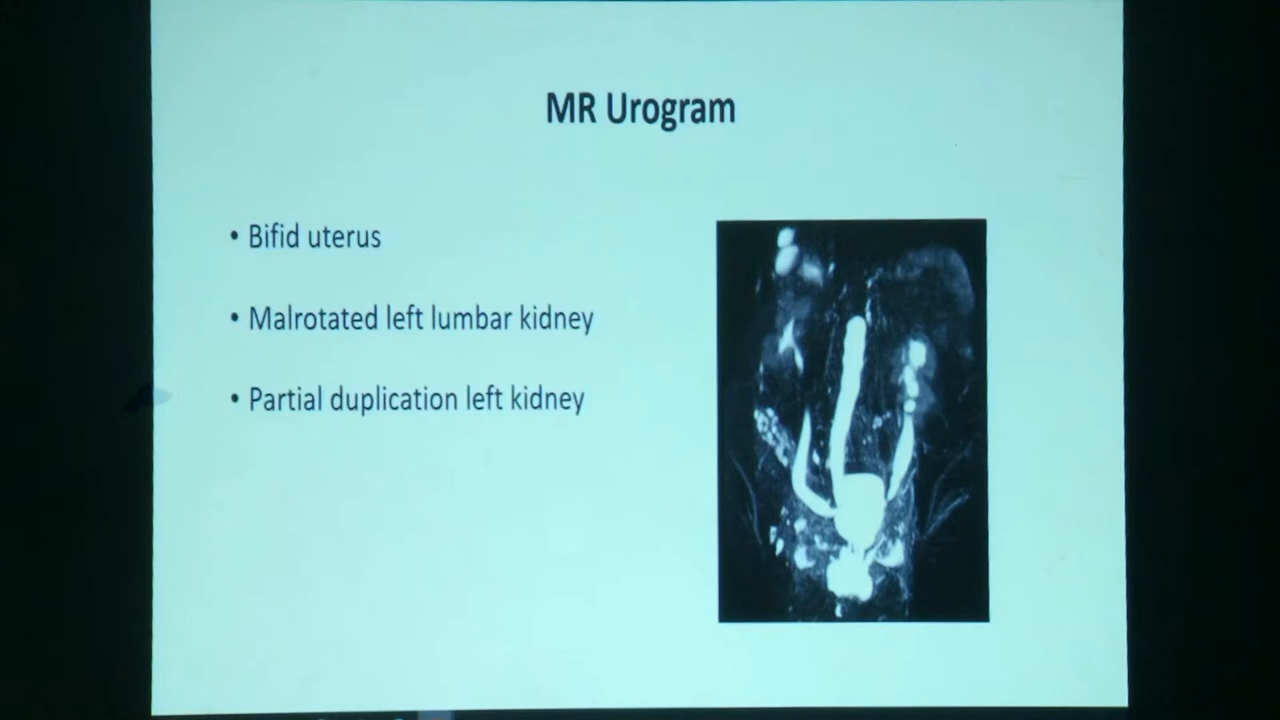 MR Urogram
• Bifid uterus
• Malrotated left lumbar kidney
• Partial duplication left kidney